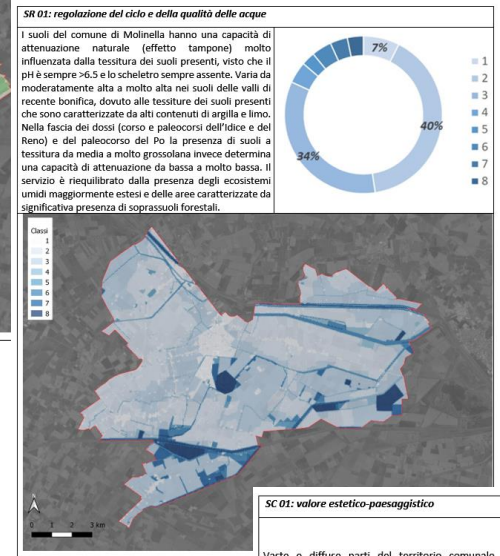 SR 01: regolazione del ciclo e della qualità delle acque
I suoli del comune di Molinella hanno una capacità di
attenuazione naturale (effetto tampone) molto
influenzata dalla tessitura dei suoli presenti, visto che il
pH è sempre >6.5 e lo scheletro sempre assente. Varia da
moderatamente alta a molto alta nei suoli delle valli di
recente bonifica, dovuto alle tessiture dei suoli presenti
che sono caratterizzate da alti contenuti di argilla e limo.
Nella fascia dei dossi (corso e paleocorsi dell'Idice e del
Reno) e del paleocorso del Po la presenza di suoli a
tessitura da media a molto grossolana invece determina
una capacità di attenuazione da bassa a molto bassa. Il
servizio è riequilibrato dalla presenza degli ecosistemi
umidi maggiormente estesi e delle aree caratterizzate da
significativa presenza di soprassuoli forestali.
7%
40%
34%
1
2
3
4
5
6
7
8
Classi
1
2
3
4
5
6
7
8
0 1 2 3 km
SC 01: valore estetico-paesaggistico
Vaste e diffuse parti del territorio comunale